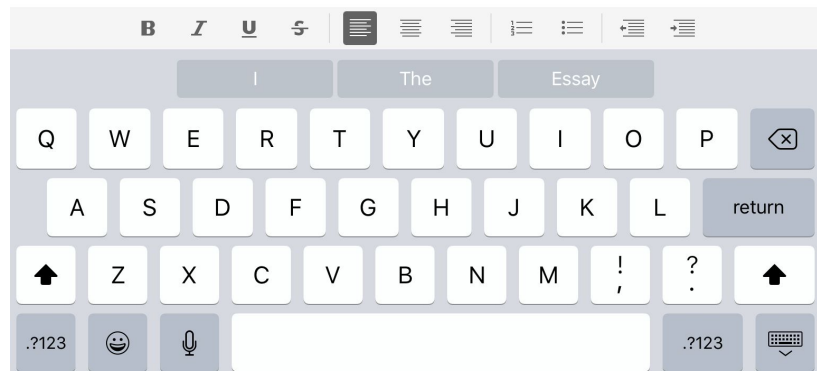 B I U S
I The Essay
Q W E R T Y U I O P
A S D F G H J K L return
Z X C V B N M ! , ? .
.?123 .?123